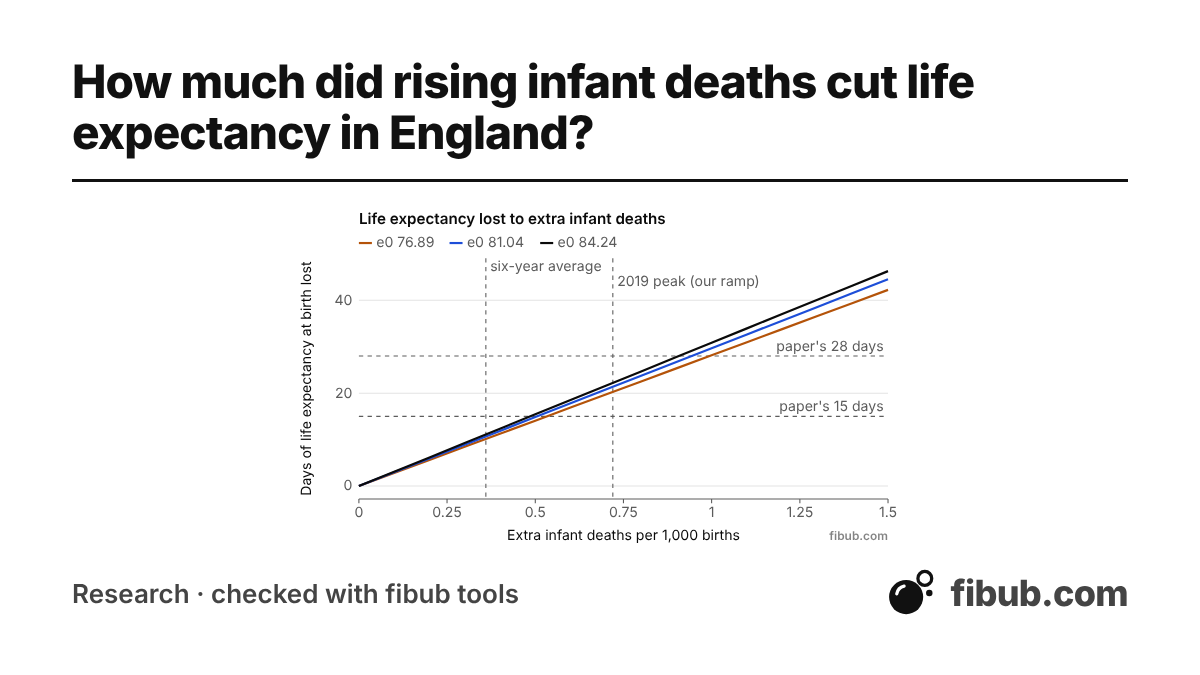 How much did rising infant deaths cut life
expectancy in England?
Life expectancy lost to extra infant deaths
e0 76.89 e0 81.04 e0 84.24
six-year average
2019 peak (our ramp)
Days of life expectancy at birth lost
40
paper's 28 days
20
paper's 15 days
0
0 0.25 0.5 0.75 1 1.25 1.5
Extra infant deaths per 1,000 births
fibub.com
Research · checked with fibub tools
fibub.com